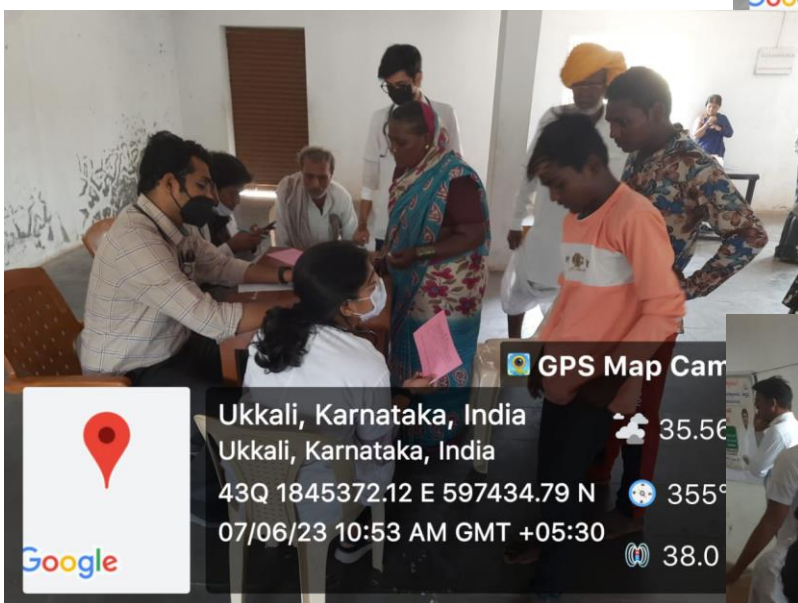 GPS Map Cam
Ukkali, Karnataka, India
Ukkali, Karnataka, India
43Q 1845372.12 E 597434.79 N
07/06/23 10:53 AM GMT +05:30
35.56
355°
38.0
Google